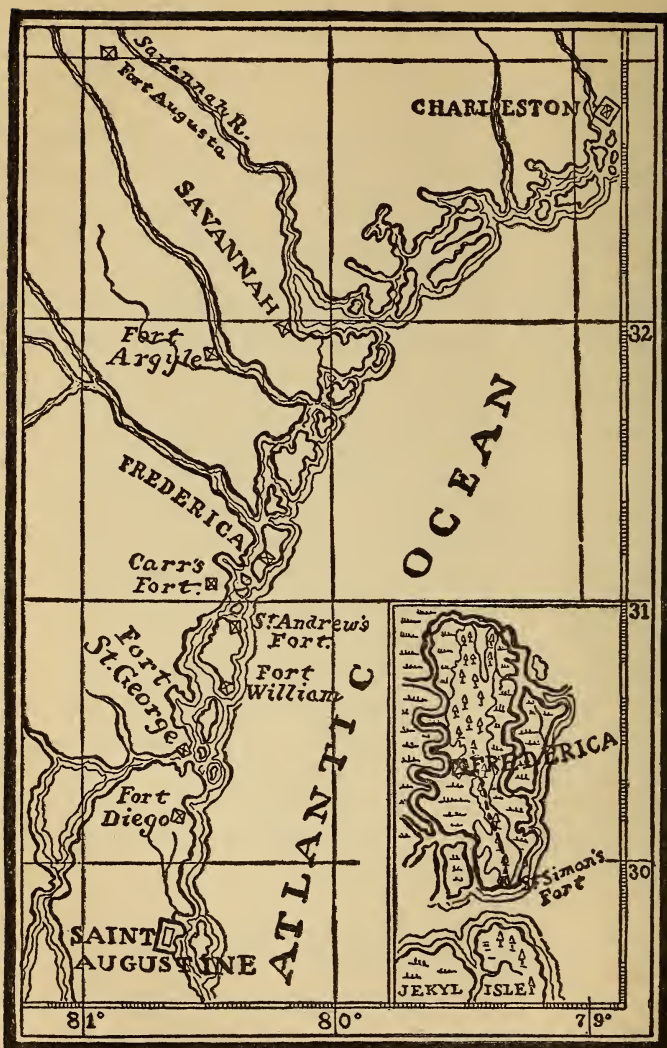 Savannah R.
Fort Augusta
CHARLESTON
SAVANNAH
32
Fort
Argyle
OCEAN
FREDERICA
Carr's
Fort.
31
St. Andrew's
Fort.
Fort
St. George
Fort
William
ATLANTIC
FREDERICA
Fort
Diego
St. Simon's
Fort
30
SAINT
AUGUSTINE
JEKYL ISLE
81° 80° 79°